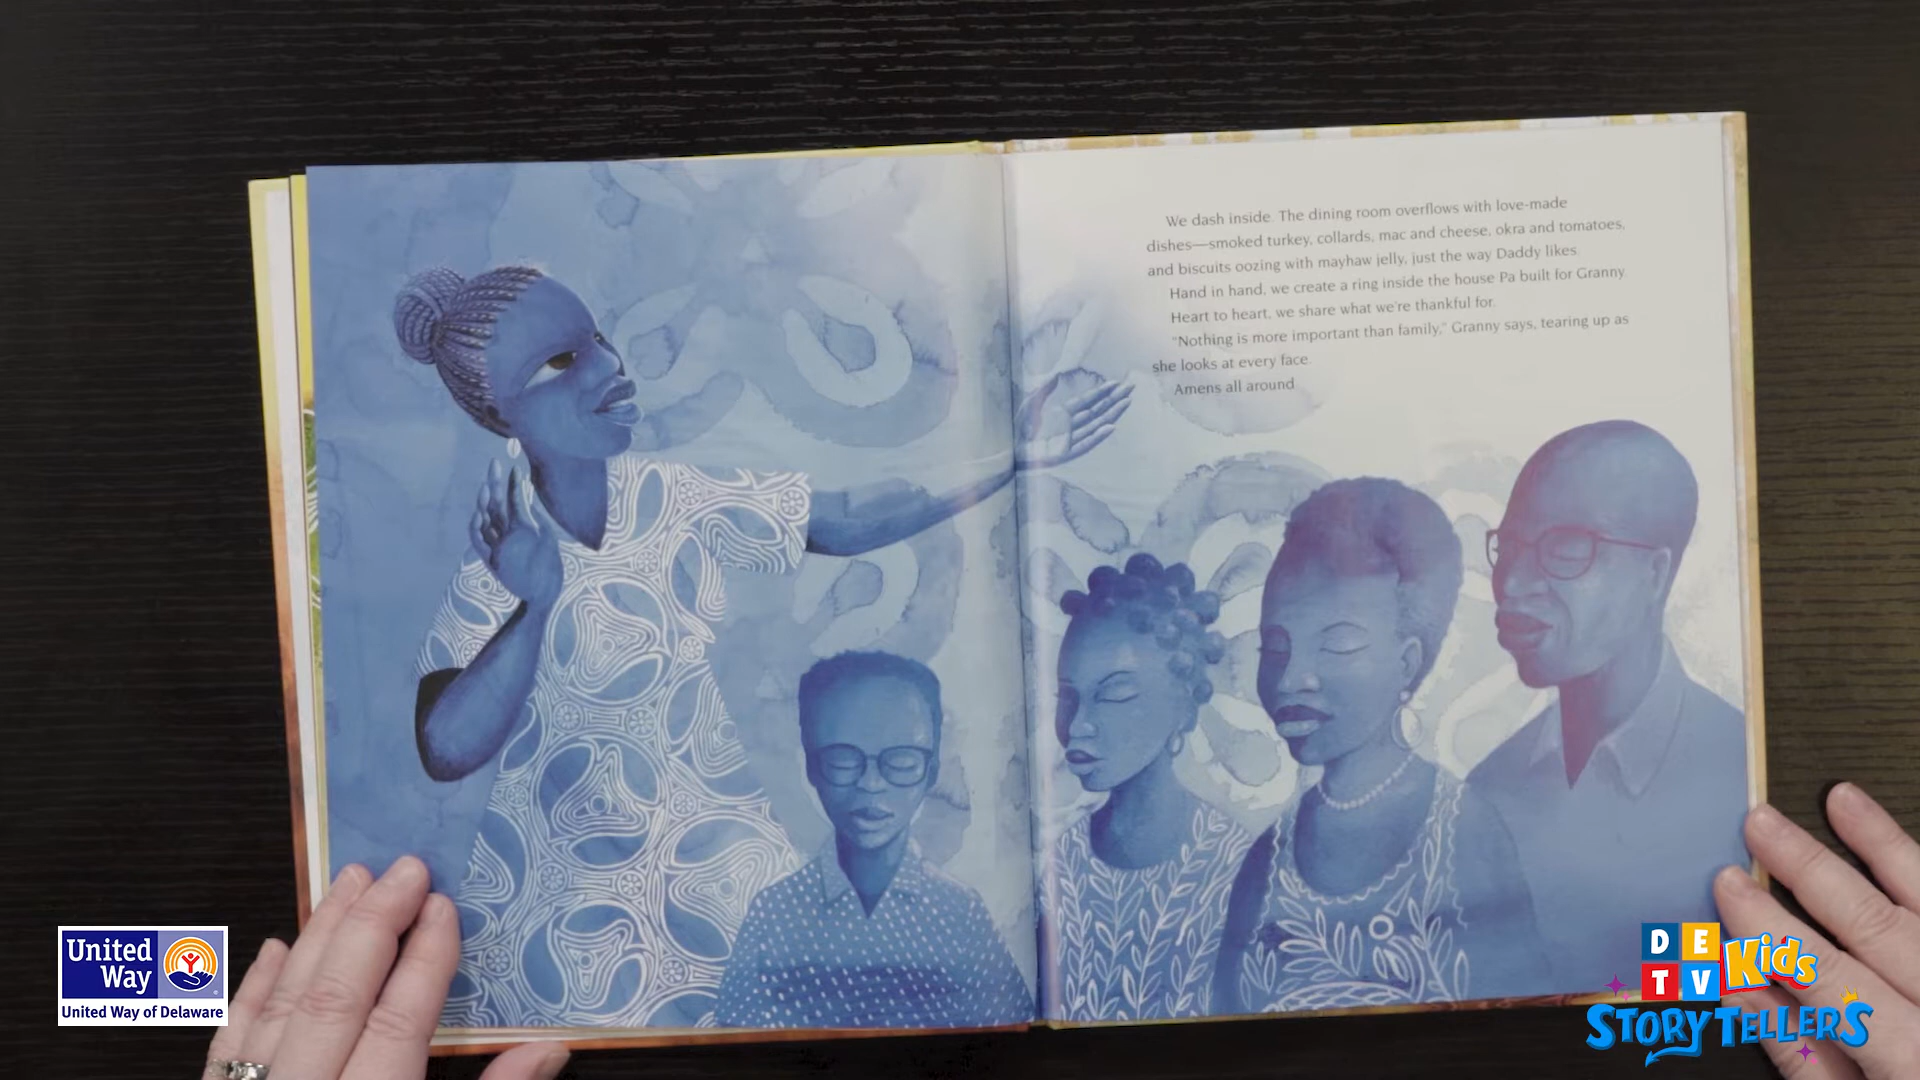 We dash inside. The dining room overflows with love-made
dishes—smoked turkey, collards, mac and cheese, okra and tomatoes,
and biscuits oozing with mayhaw jelly, just the way Daddy likes.
Hand in hand, we create a ring inside the house Pa built for Granny.
Heart to heart, we share what we're thankful for.
"Nothing is more important than family," Granny says, tearing up as
she looks at every face.
Amens all around.
United
Way
United Way of Delaware
DE
TV Kids
STORYTELLERS